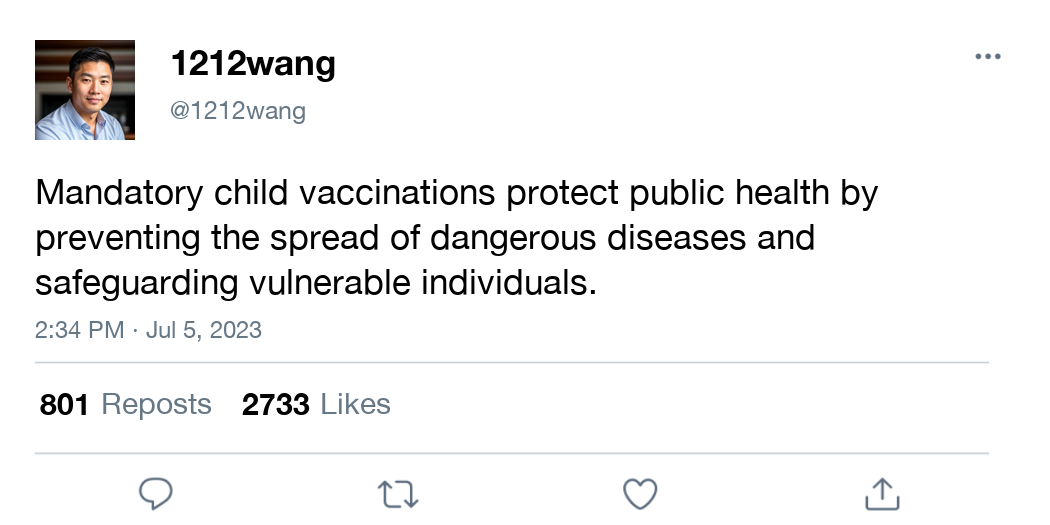 1212wang
@1212wang
Mandatory child vaccinations protect public health by
preventing the spread of dangerous diseases and
safeguarding vulnerable individuals.
2:34 PM · Jul 5, 2023
801 Reposts 2733 Likes